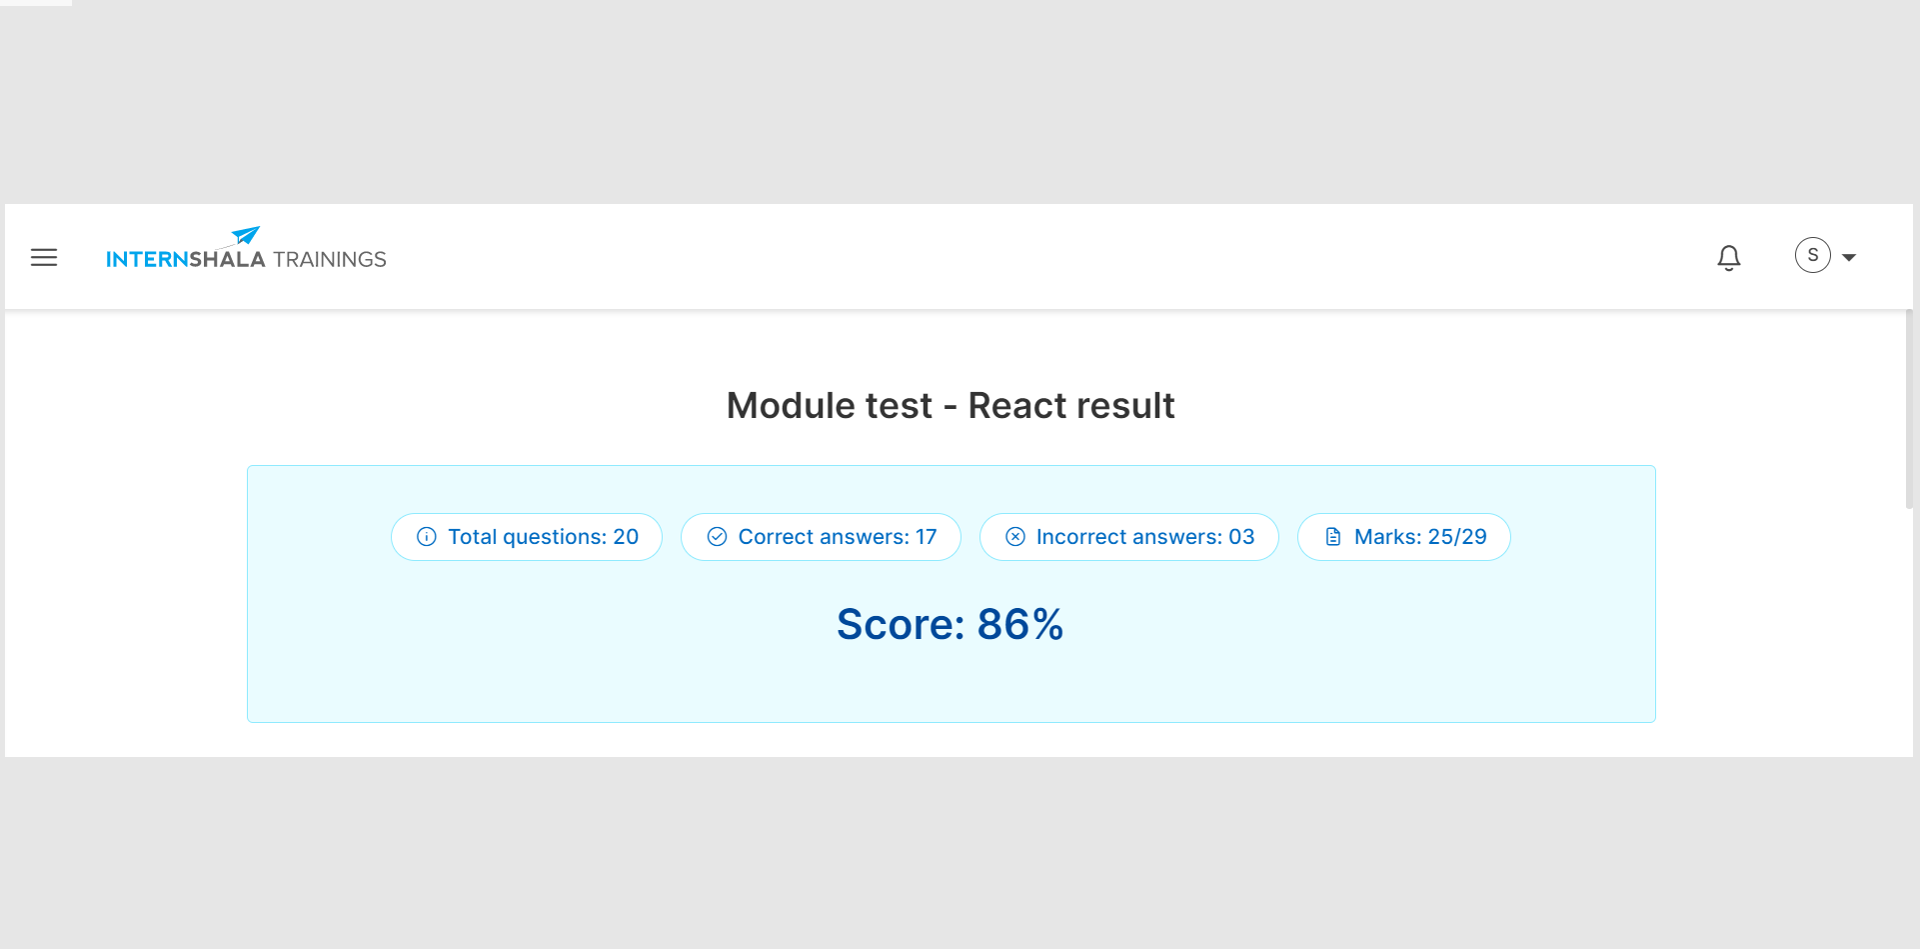 INTERNSHALA TRAININGS
S
Module test - React result
Total questions: 20
Correct answers: 17
Incorrect answers: 03
Marks: 25/29
Score: 86%